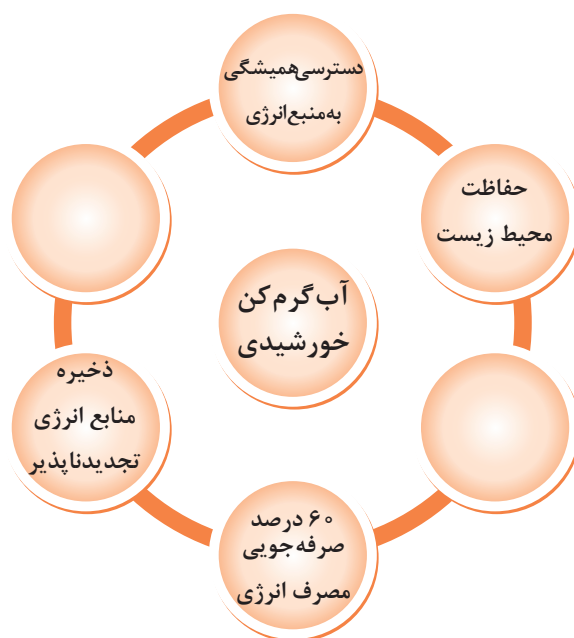 دسترسی‌همیشگی
به‌منبع‌انرژی
حفاظت
محیط زیست
آب‌گرم‌کن
خورشیدی
ذخیره
منابع انرژی
تجدیدناپذیر
۶۰ درصد
صرفه‌جویی
مصرف انرژی